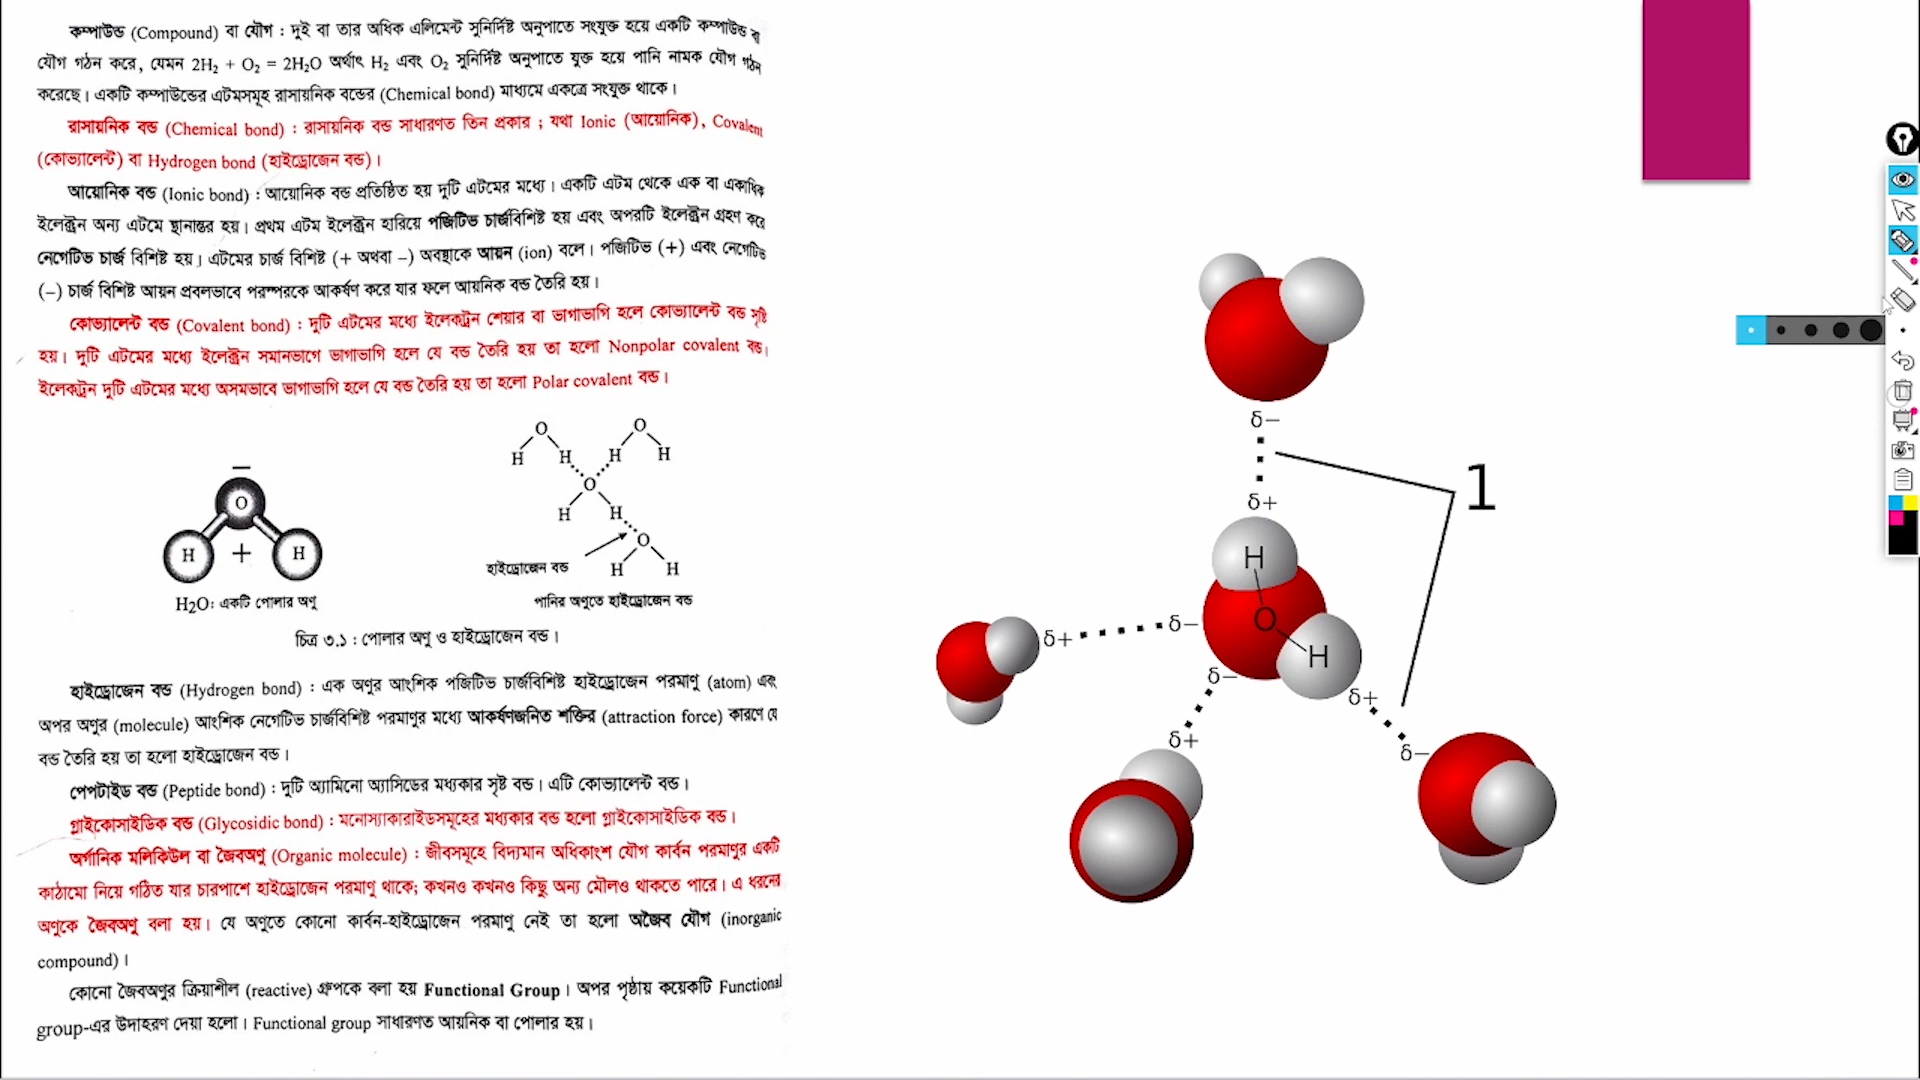 কম্পাউন্ড (Compound) বা যৌগ : দুই বা তার অধিক এলিমেন্ট সুনির্দিষ্ট অনুপাতে সংযুক্ত হয়ে একটি কম্পাউন্ড বা
যৌগ গঠন করে, যেমন 2H₂ + O₂ = 2H₂O অর্থাৎ H₂ এবং O₂ সুনির্দিষ্ট অনুপাতে যুক্ত হয়ে পানি নামক যৌগ গঠন
করেছে। একটি কম্পাউন্ডের এটমসমূহ রাসায়নিক বন্ডের (Chemical bond) মাধ্যমে একত্রে সংযুক্ত থাকে।
রাসায়নিক বন্ড (Chemical bond) : রাসায়নিক বন্ড সাধারণত তিন প্রকার ; যথা Ionic (আয়োনিক), Covalent
(কোভ্যালেন্ট) বা Hydrogen bond (হাইড্রোজেন বন্ড)।
আয়োনিক বন্ড (Ionic bond) : আয়োনিক বন্ড প্রতিষ্ঠিত হয় দুটি এটমের মধ্যে। একটি এটম থেকে এক বা একাধিক
ইলেক্ট্রন অন্য এটমে স্থানান্তর হয়। প্রথম এটম ইলেক্ট্রন হারিয়ে পজিটিভ চার্জবিশিষ্ট হয় এবং অপরটি ইলেক্ট্রন গ্রহণ করে
নেগেটিভ চার্জ বিশিষ্ট হয়। এটমের চার্জ বিশিষ্ট (+ অথবা –) অবস্থাকে আয়ন (ion) বলে। পজিটিভ (+) এবং নেগেটিভ
(–) চার্জ বিশিষ্ট আয়ন প্রবলভাবে পরস্পরকে আকর্ষণ করে যার ফলে আয়নিক বন্ড তৈরি হয়।
কোভ্যালেন্ট বন্ড (Covalent bond) : দুটি এটমের মধ্যে ইলেকট্রন শেয়ার বা ভাগাভাগি হলে কোভ্যালেন্ট বন্ড সৃষ্টি
হয়। দুটি এটমের মধ্যে ইলেক্ট্রন সমানভাগে ভাগাভাগি হলে যে বন্ড তৈরি হয় তা হলো Nonpolar covalent বন্ড।
ইলেকট্রন দুটি এটমের মধ্যে অসমভাবে ভাগাভাগি হলে যে বন্ড তৈরি হয় তা হলো Polar covalent বন্ড।
O O
H H H H
O
H H
O
H H
হাইড্রোজেন বন্ড
–
O
H + H
H₂O: একটি পোলার অণু
পানির অণুতে হাইড্রোজেন বন্ড
চিত্র ৩.১ : পোলার অণু ও হাইড্রোজেন বন্ড।
হাইড্রোজেন বন্ড (Hydrogen bond) : এক অণুর আংশিক পজিটিভ চার্জবিশিষ্ট হাইড্রোজেন পরমাণু (atom) এবং
অপর অণুর (molecule) আংশিক নেগেটিভ চার্জবিশিষ্ট পরমাণুর মধ্যে আকর্ষণজনিত শক্তির (attraction force) কারণে যে
বন্ড তৈরি হয় তা হলো হাইড্রোজেন বন্ড।
পেপটাইড বন্ড (Peptide bond) : দুটি অ্যামিনো অ্যাসিডের মধ্যকার সৃষ্ট বন্ড। এটি কোভ্যালেন্ট বন্ড।
গ্লাইকোসাইডিক বন্ড (Glycosidic bond) : মনোস্যাকারাইডসমূহের মধ্যকার বন্ড হলো গ্লাইকোসাইডিক বন্ড।
অর্গানিক মলিকিউল বা জৈবঅণু (Organic molecule) : জীবসমূহে বিদ্যমান অধিকাংশ যৌগ কার্বন পরমাণুর একটি
কাঠামো নিয়ে গঠিত যার চারপাশে হাইড্রোজেন পরমাণু থাকে; কখনও কখনও কিছু অন্য মৌলও থাকতে পারে। এ ধরনের
অণুকে জৈবঅণু বলা হয়। যে অণুতে কোনো কার্বন-হাইড্রোজেন পরমাণু নেই তা হলো অজৈব যৌগ (inorganic
compound)।
কোনো জৈবঅণুর ক্রিয়াশীল (reactive) গ্রুপকে বলা হয় Functional Group। অপর পৃষ্ঠায় কয়েকটি Functional
group-এর উদাহরণ দেয়া হলো। Functional group সাধারণত আয়নিক বা পোলার হয়।
δ–
δ+
1
H
O
H
δ+ δ–
δ–
δ+
δ+
δ–